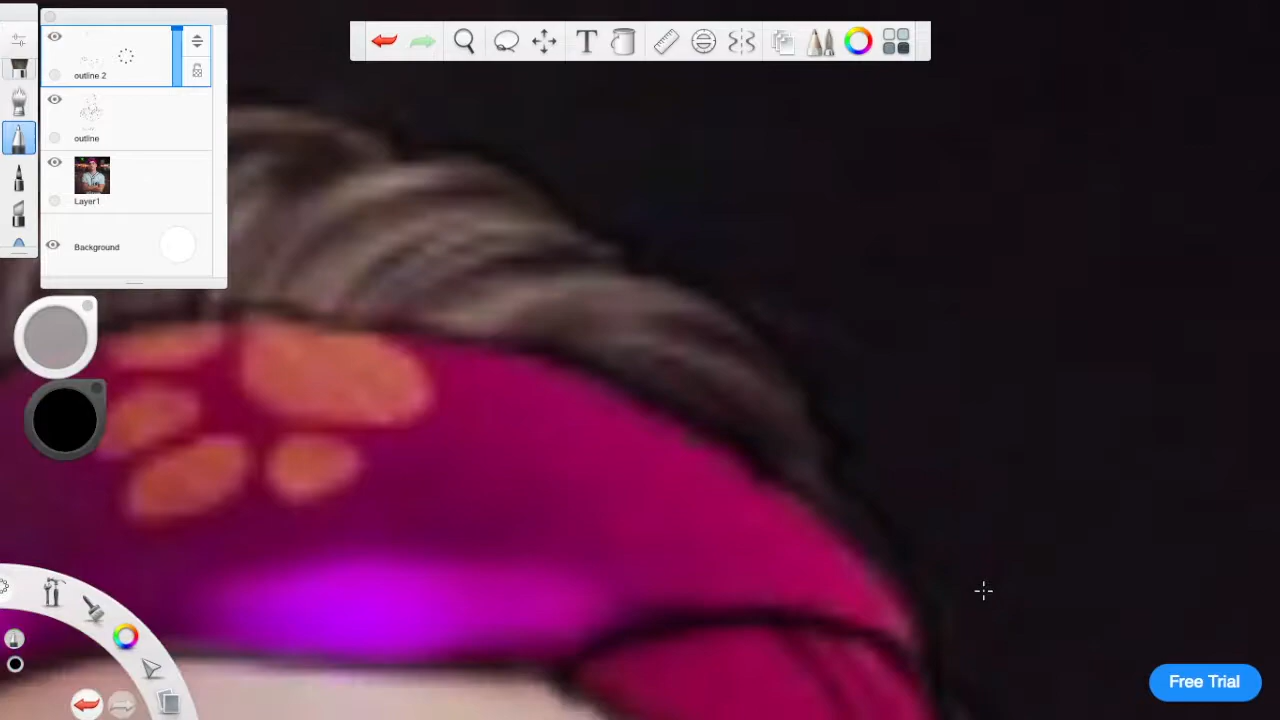 outline 2
outline
Layer1
Background
T
Free Trial